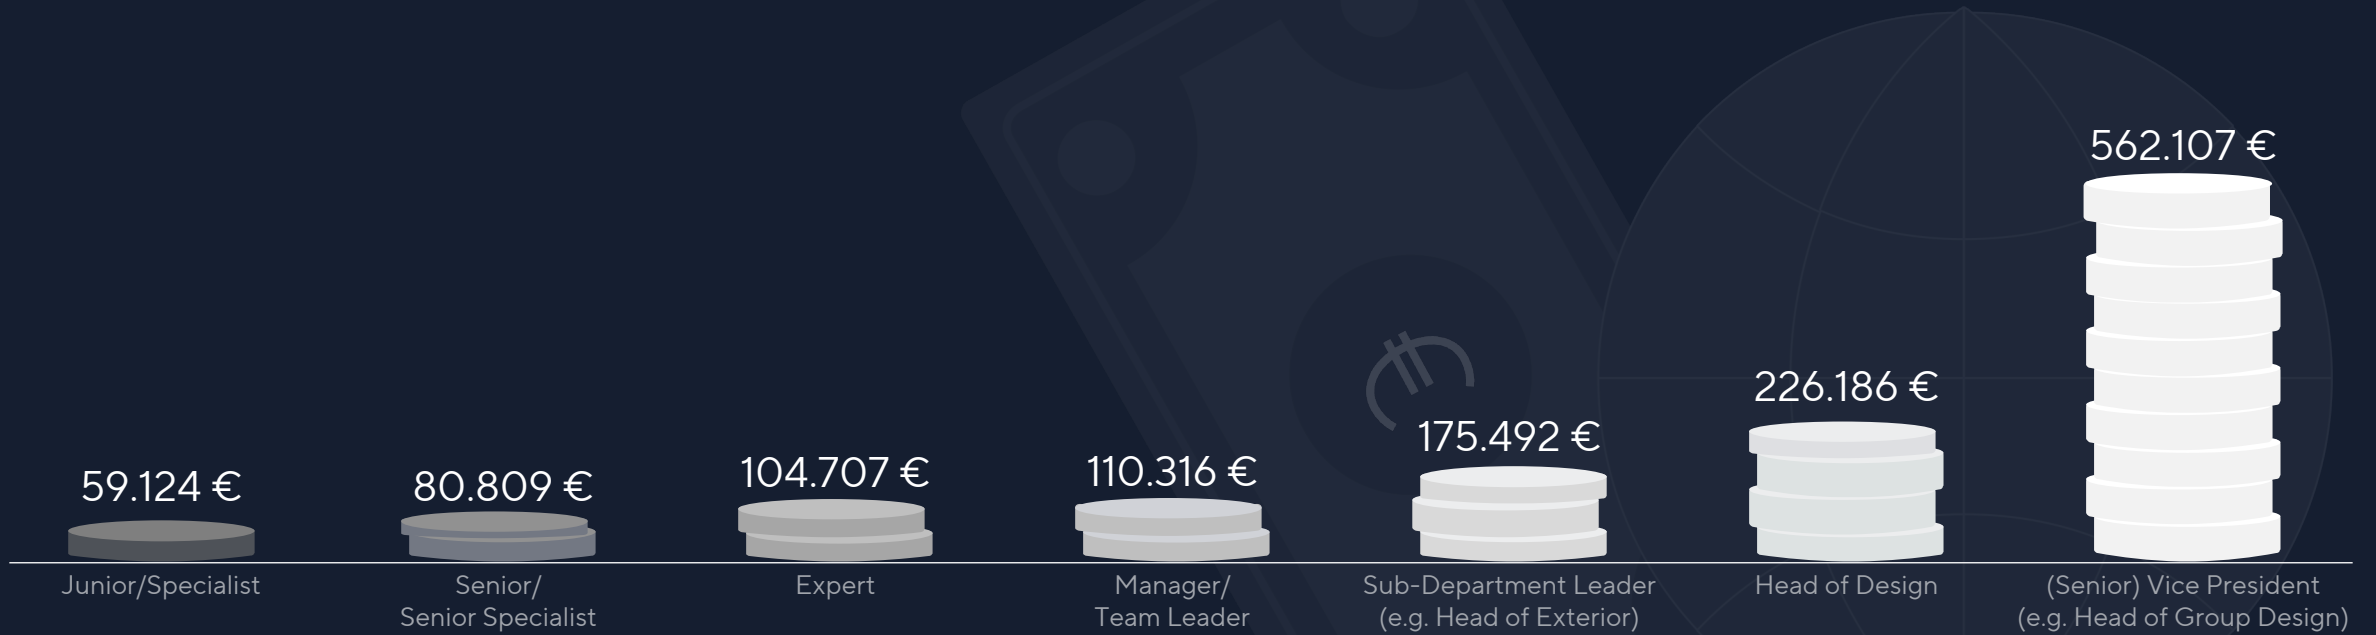 59.124 €
80.809 €
104.707 €
110.316 €
175.492 €
226.186 €
562.107 €
Junior/Specialist
Senior/
Senior Specialist
Expert
Manager/
Team Leader
Sub-Department Leader
(e.g. Head of Exterior)
Head of Design
(Senior) Vice President
(e.g. Head of Group Design)
€